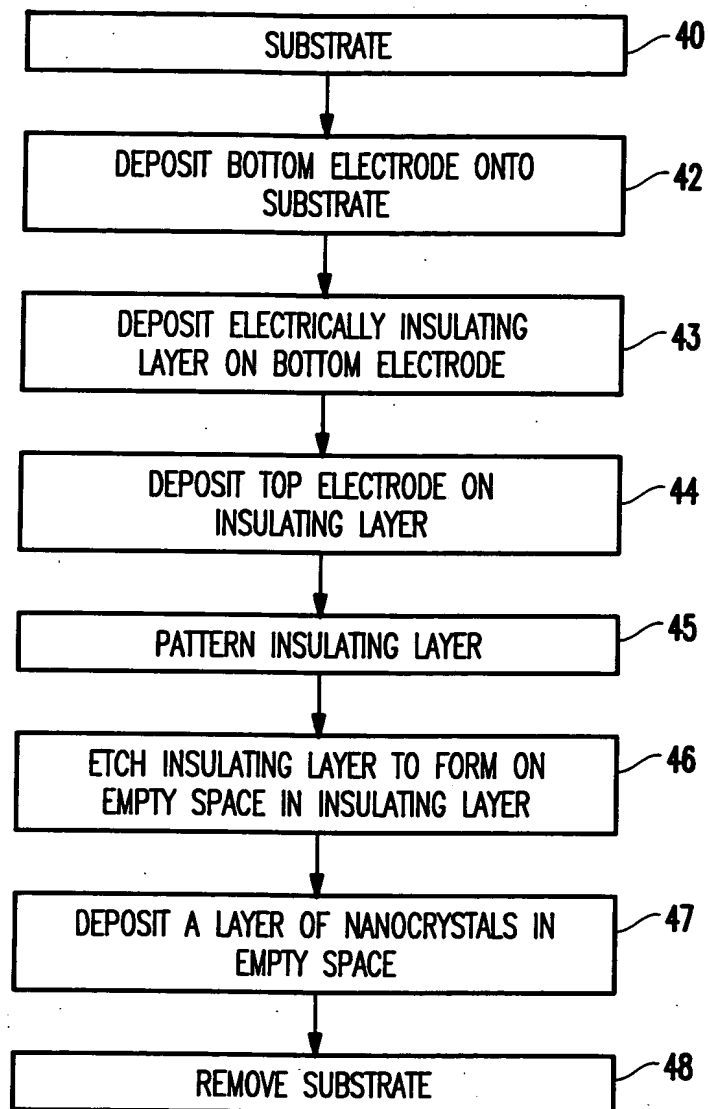 SUBSTRATE
40
DEPOSIT BOTTOM ELECTRODE ONTO
SUBSTRATE
42
DEPOSIT ELECTRICALLY INSULATING
LAYER ON BOTTOM ELECTRODE
43
DEPOSIT TOP ELECTRODE ON
INSULATING LAYER
44
PATTERN INSULATING LAYER
45
ETCH INSULATING LAYER TO FORM ON
EMPTY SPACE IN INSULATING LAYER
46
DEPOSIT A LAYER OF NANOCRYSTALS IN
EMPTY SPACE
47
REMOVE SUBSTRATE
48